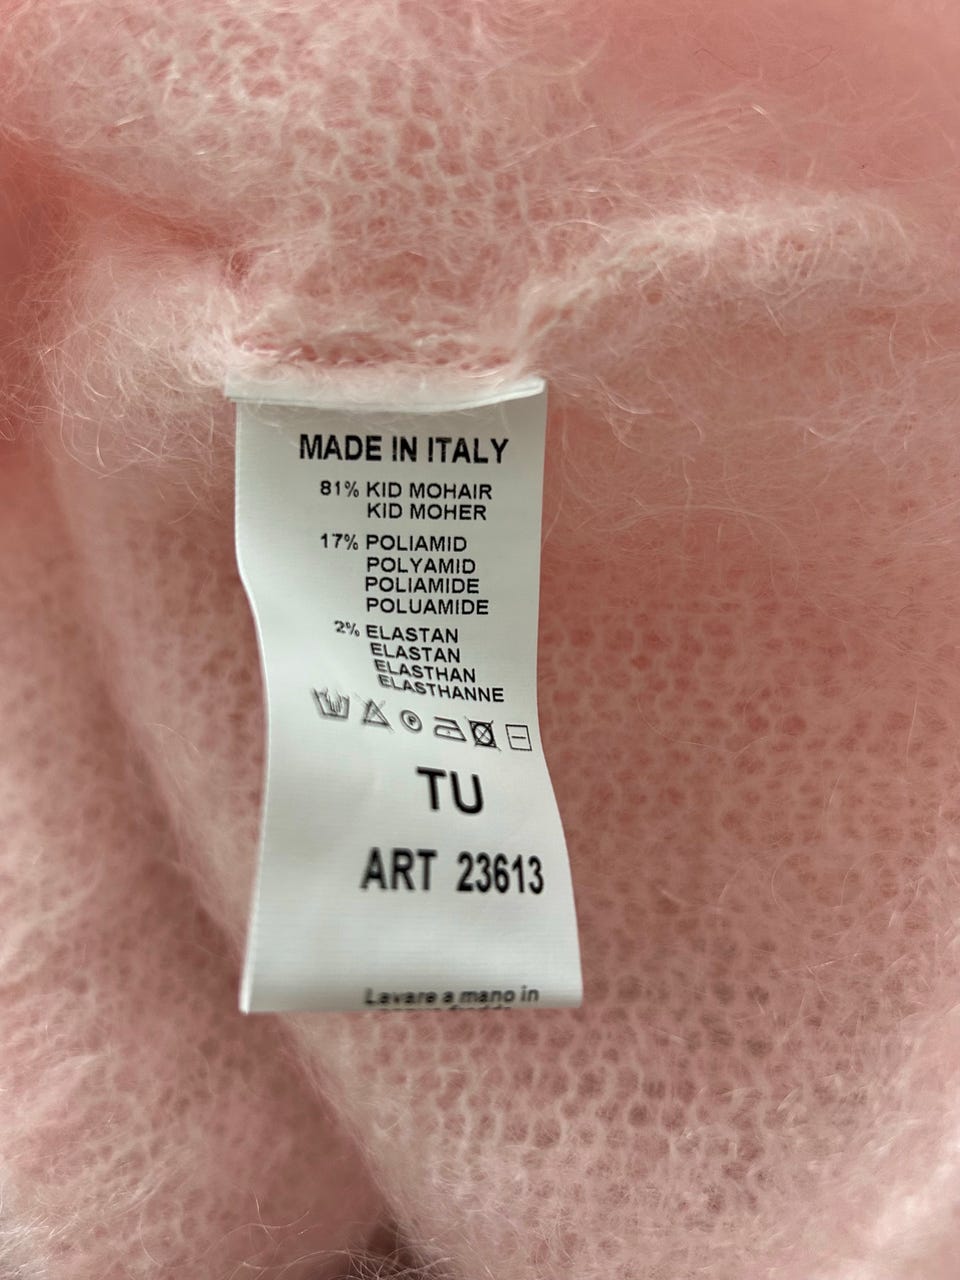 MADE IN ITALY
81% KID MOHAIR
KID MOHER
17% POLIAMID
POLYAMID
POLIAMIDE
POLUAMIDE
2% ELASTAN
ELASTAN
ELASTHAN
ELASTHANNE
P
TU
ART 23613
Lavare a mano in